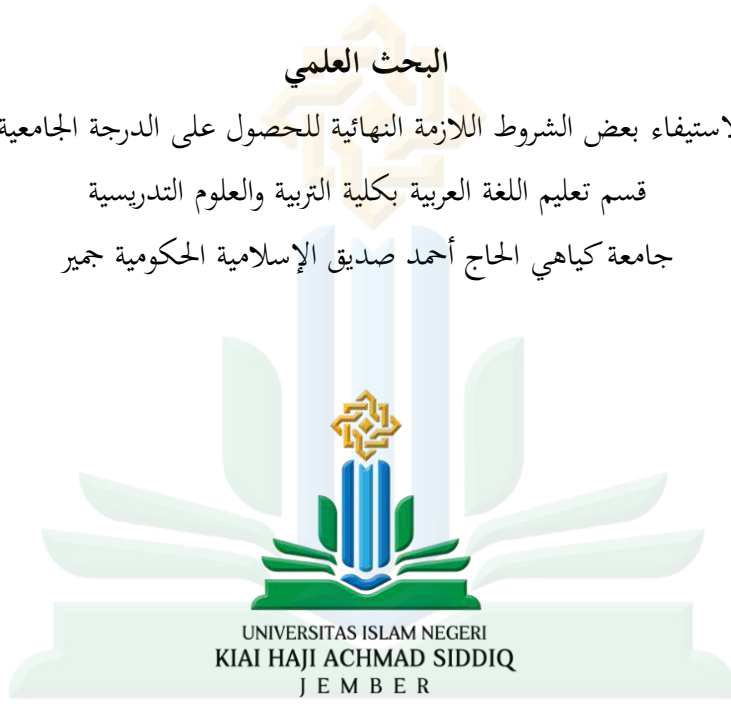 البحث العلمي
لاستيفاء بعض الشروط اللازمة النهائية للحصول على الدرجة الجامعية
قسم تعليم اللغة العربية بكلية التربية والعلوم التدريسية
جامعة كياهي الحاج أحمد صديق الإسلامية الحكومية جمبر
UNIVERSITAS ISLAM NEGERI
KIAI HAJI ACHMAD SIDDIQ
JEMBER